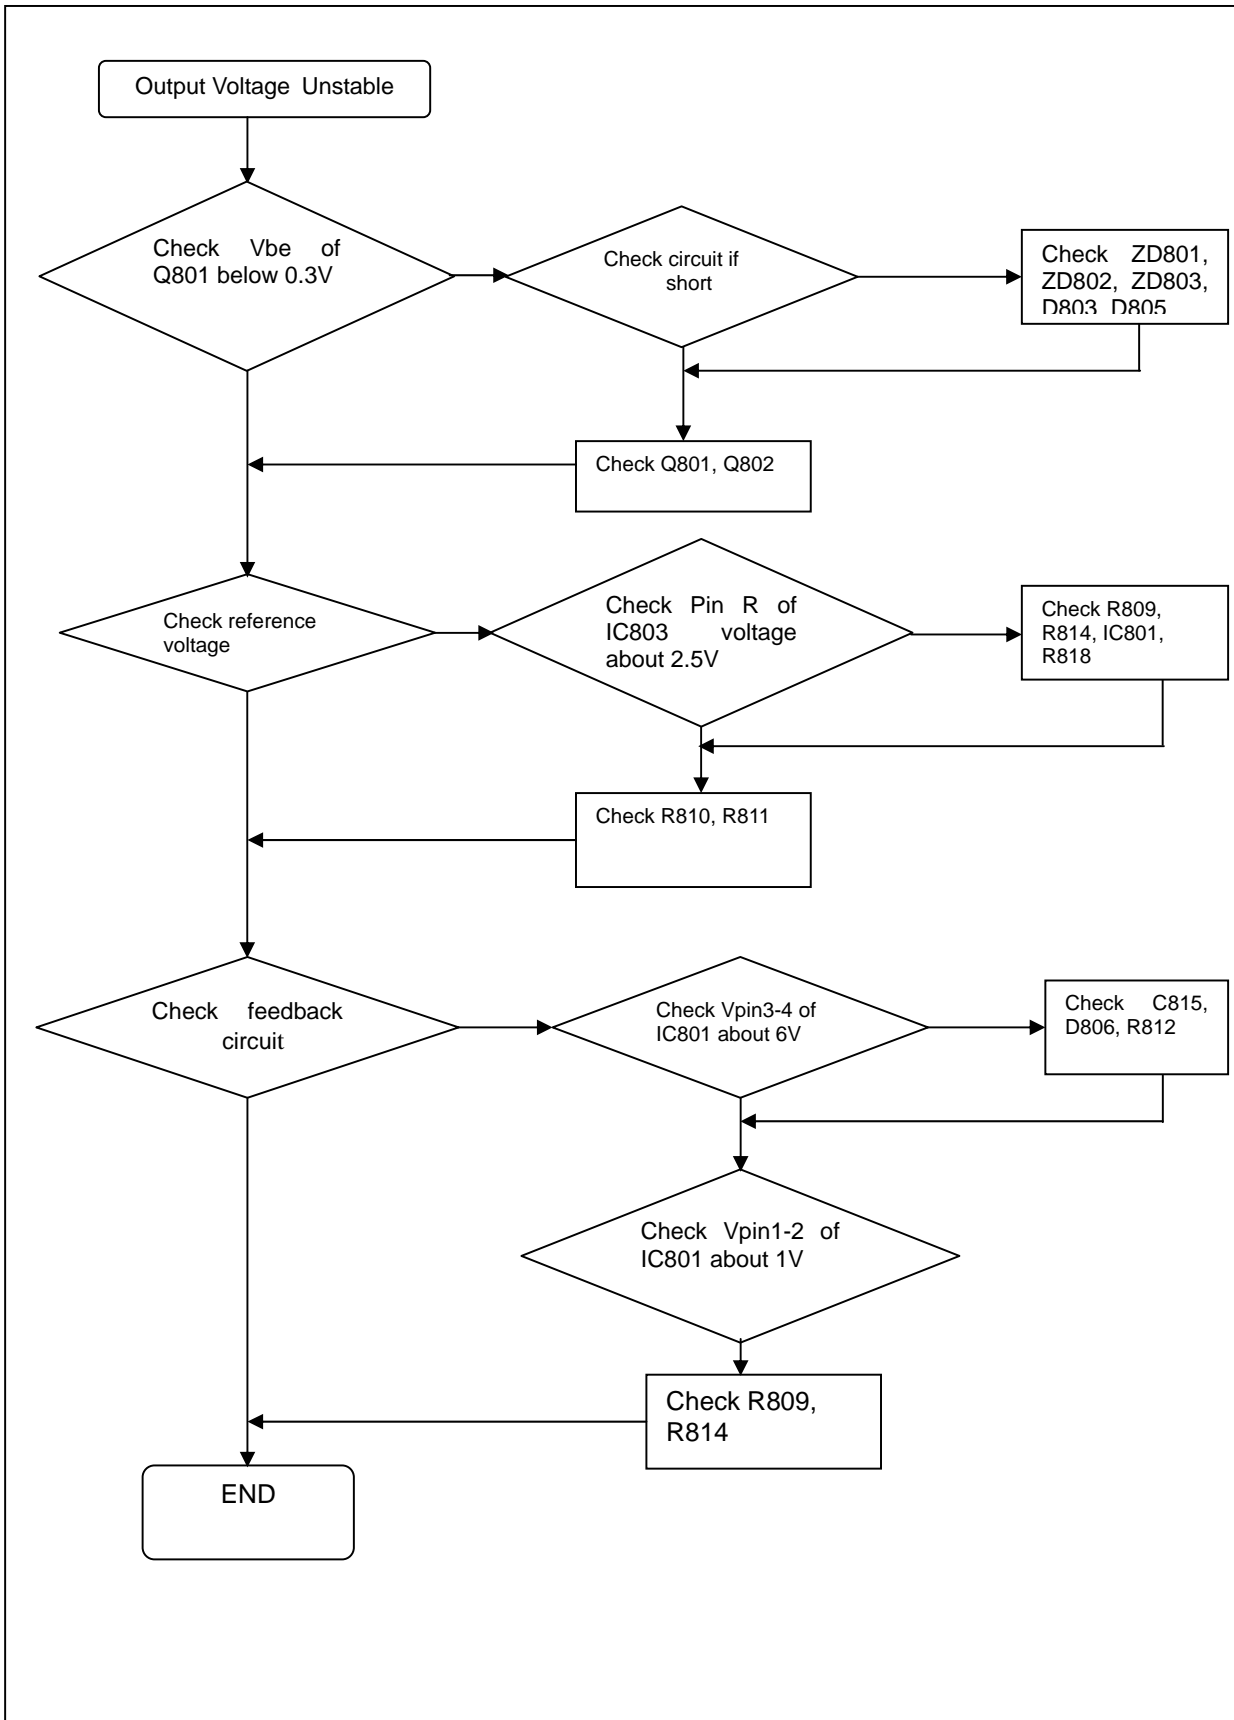 Output Voltage Unstable
Check Vbe of
Q801 below 0.3V
Check circuit if
short
Check ZD801,
ZD802, ZD803,
D803, D805
Check Q801, Q802
Check reference
voltage
Check Pin R of
IC803 voltage
about 2.5V
Check R809,
R814, IC801,
R818
Check R810, R811
Check feedback
circuit
Check Vpin3-4 of
IC801 about 6V
Check C815,
D806, R812
Check Vpin1-2 of
IC801 about 1V
Check R809,
R814
END